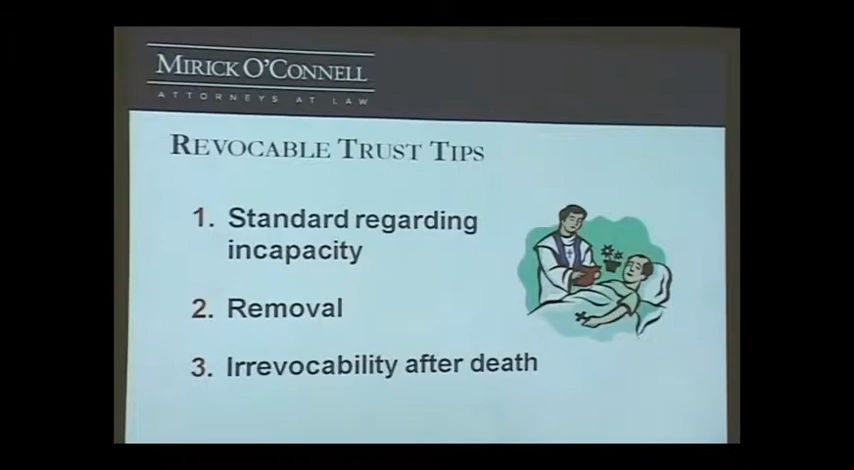 MIRICK O'CONNELL
ATTORNEYS AT LAW
REVOCABLE TRUST TIPS
1. Standard regarding
incapacity
2. Removal
3. Irrevocability after death